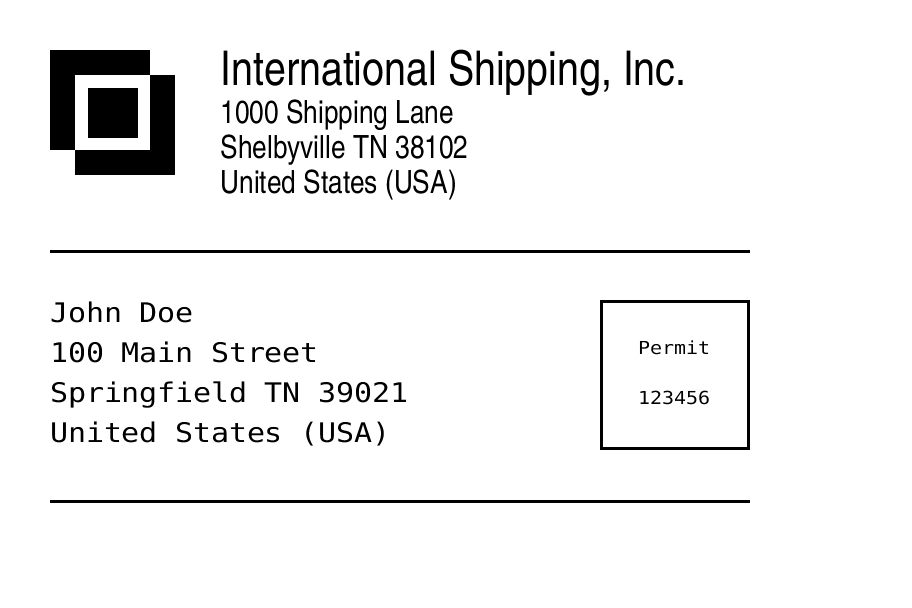 International Shipping, Inc.
1000 Shipping Lane
Shelbyville TN 38102
United States (USA)
John Doe
100 Main Street
Springfield TN 39021
United States (USA)
Permit
123456